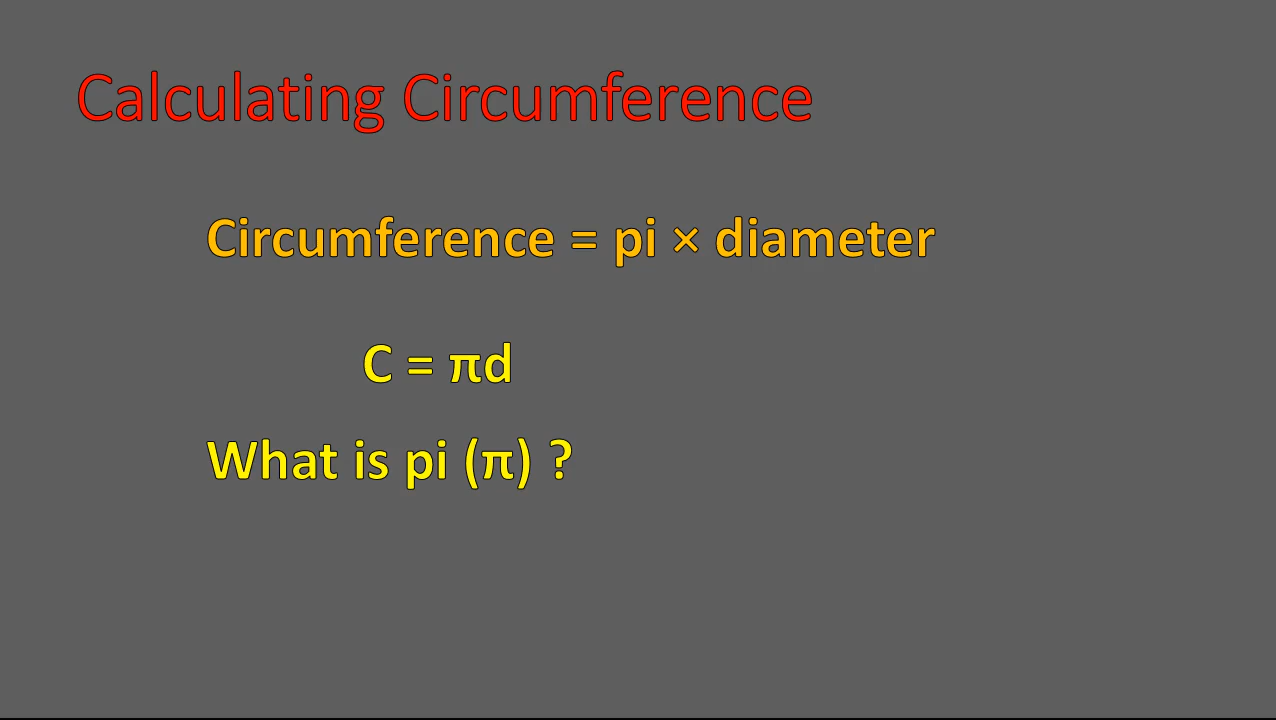 Calculating Circumference
Circumference = pi × diameter
C = πd
What is pi (π) ?